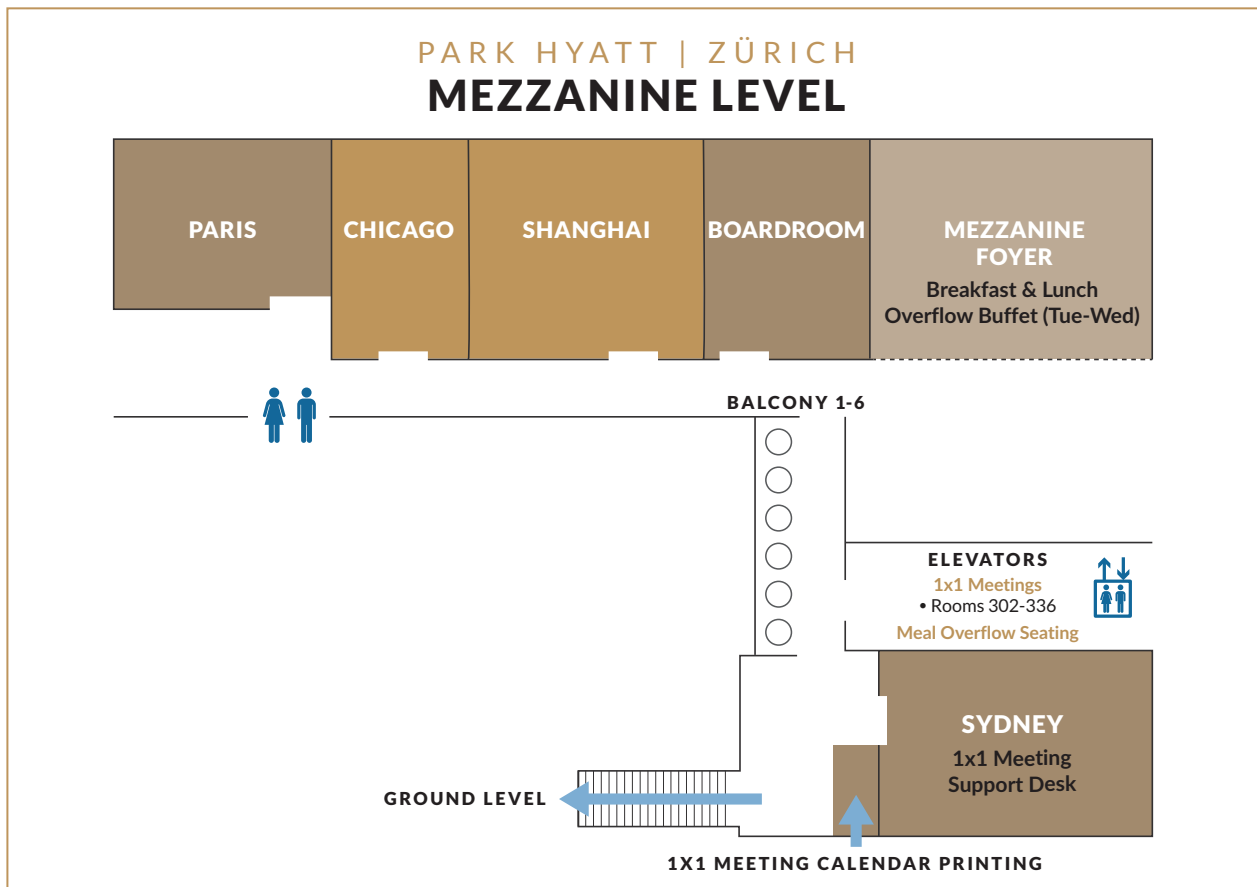 PARK HYATT | ZÜRICH
MEZZANINE LEVEL
PARIS
CHICAGO
SHANGHAI
BOARDROOM
MEZZANINE
FOYER
Breakfast & Lunch
Overflow Buffet (Tue-Wed)
BALCONY 1-6
ELEVATORS
1x1 Meetings
• Rooms 302-336
Meal Overflow Seating
SYDNEY
1x1 Meeting
Support Desk
GROUND LEVEL
1X1 MEETING CALENDAR PRINTING